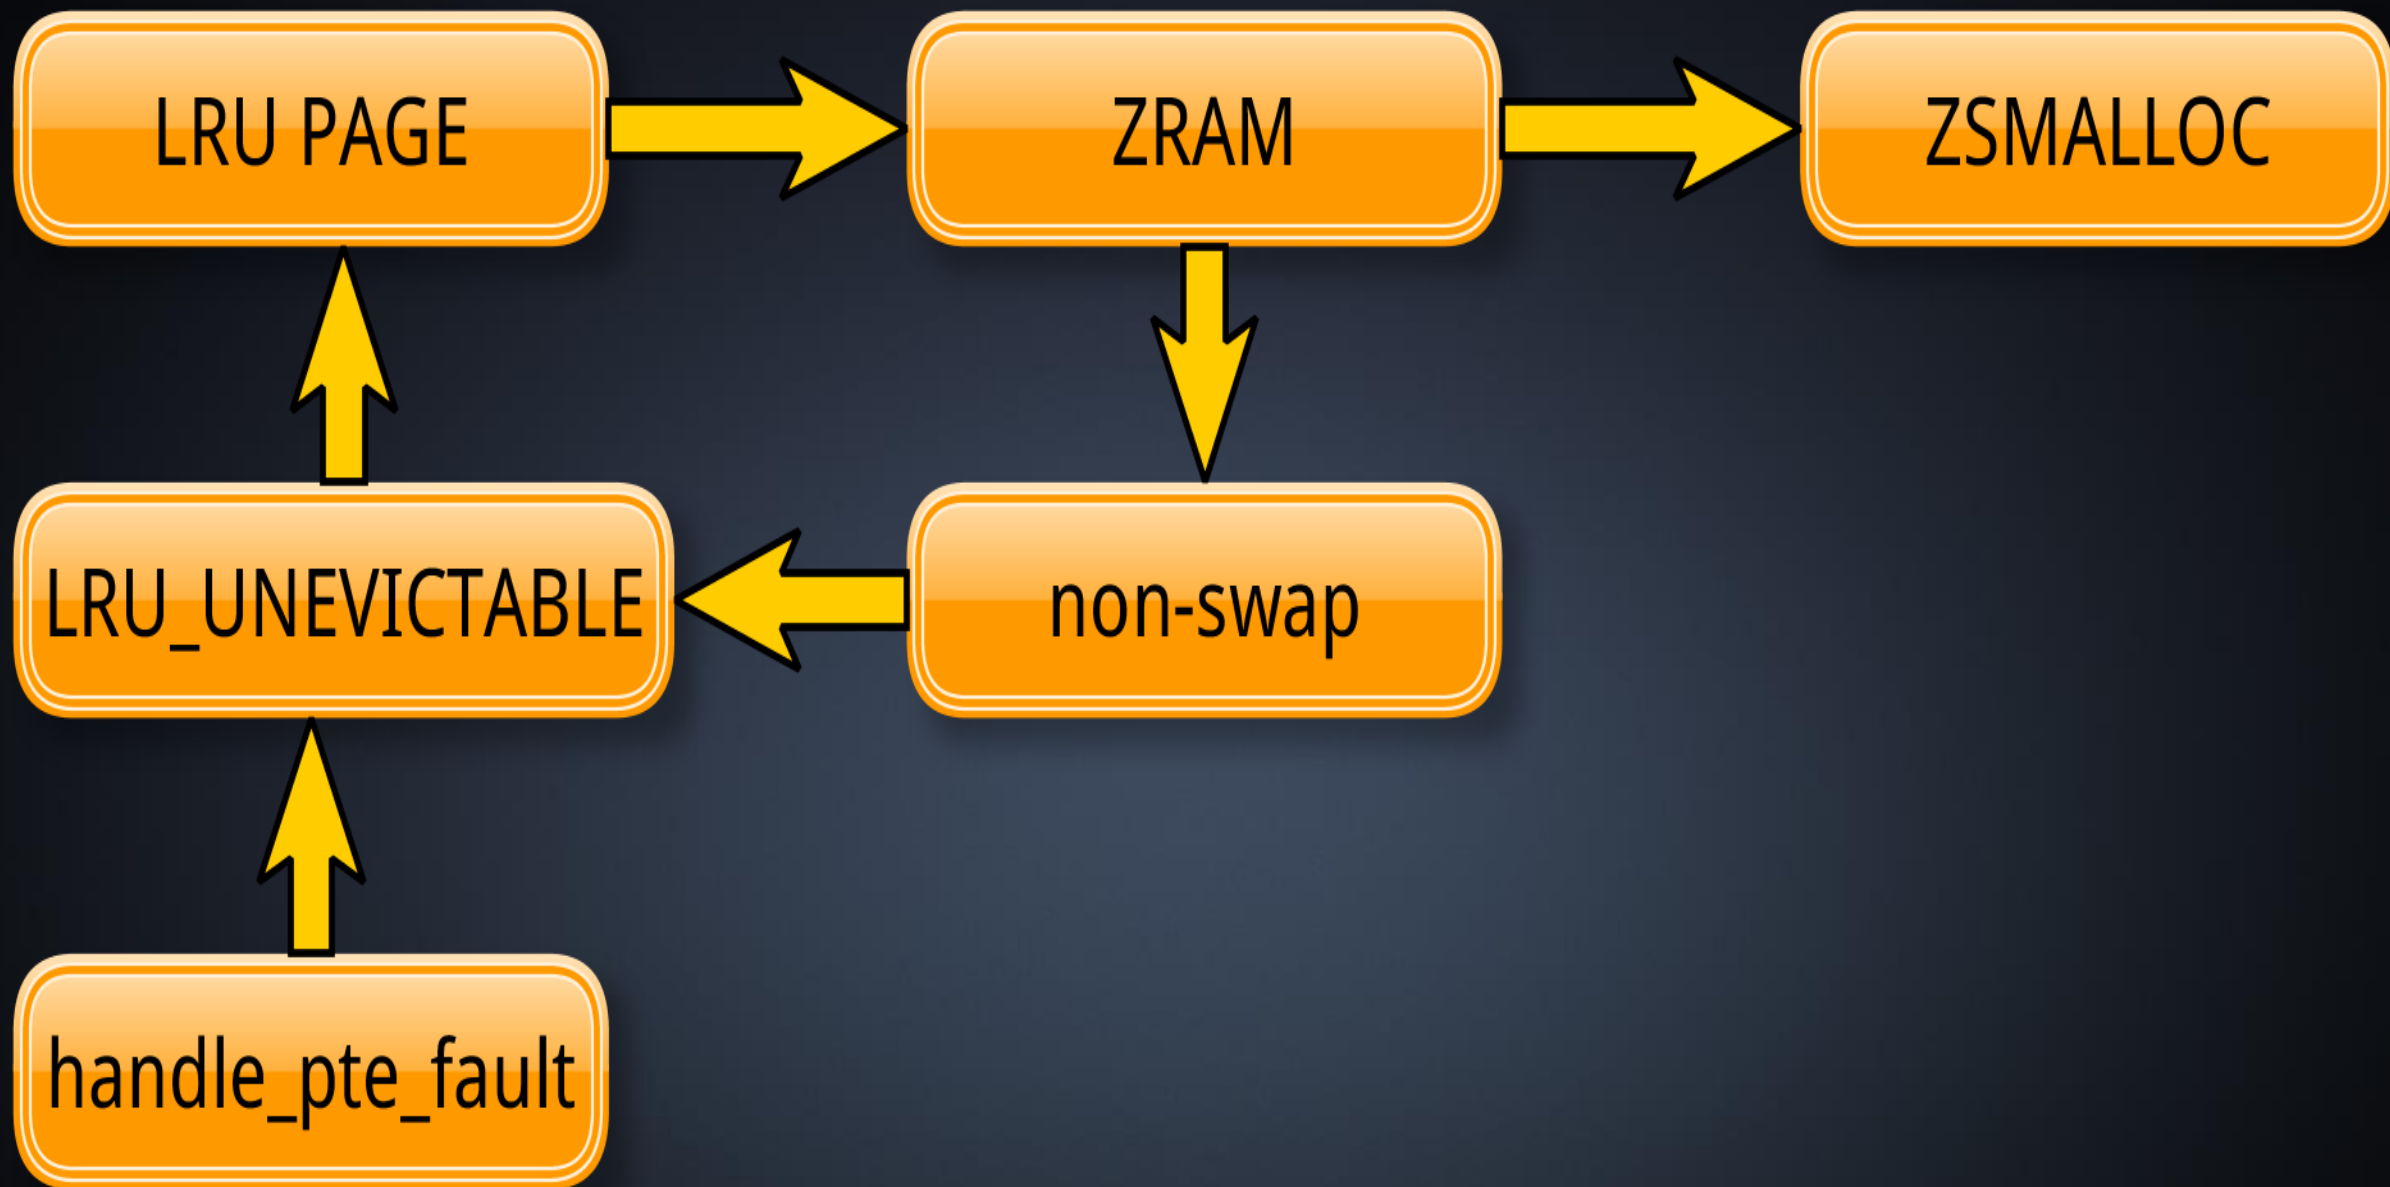 LRU PAGE
ZRAM
ZSMALLOC
LRU_UNEVICTABLE
non-swap
handle_pte_fault